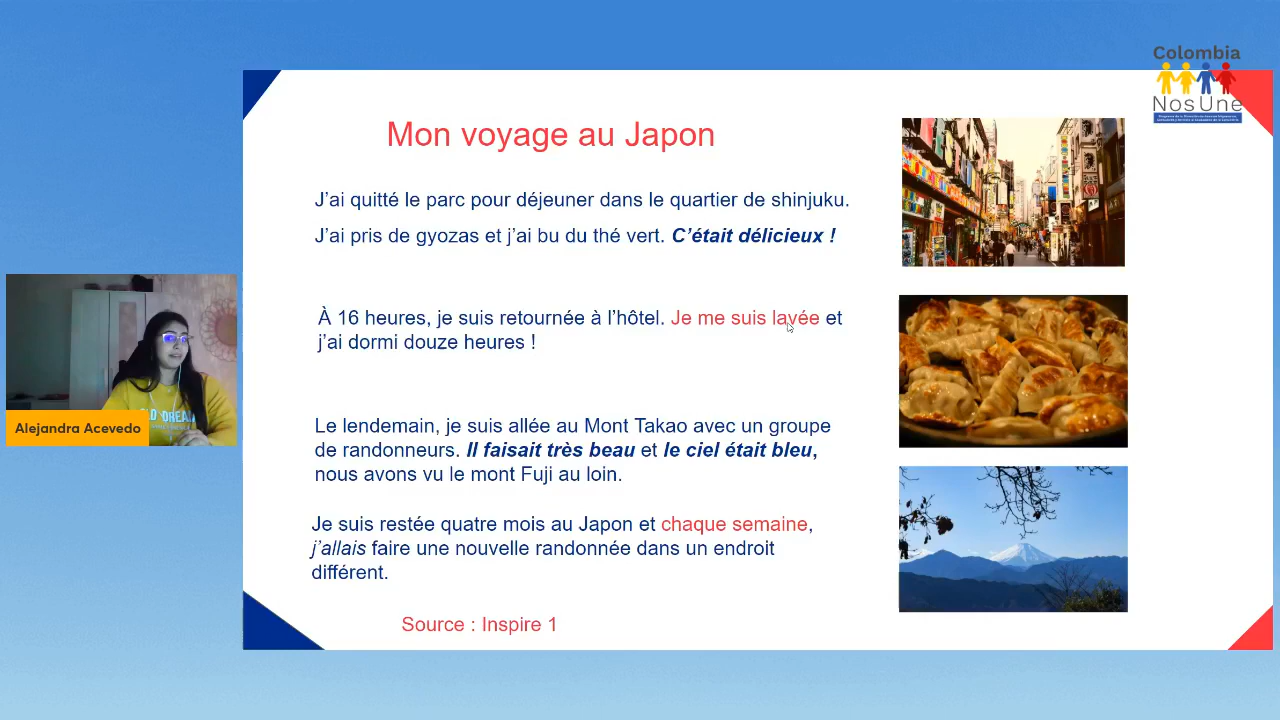 Colombia
NosUne
Mon voyage au Japon
J'ai quitté le parc pour déjeuner dans le quartier de shinjuku.
J'ai pris de gyozas et j'ai bu du thé vert. C'était délicieux !
À 16 heures, je suis retournée à l'hôtel. Je me suis lavée et
j'ai dormi douze heures !
Le lendemain, je suis allée au Mont Takao avec un groupe
de randonneurs. Il faisait très beau et le ciel était bleu,
nous avons vu le mont Fuji au loin.
Je suis restée quatre mois au Japon et chaque semaine,
j'allais faire une nouvelle randonnée dans un endroit
différent.
Source : Inspire 1
Alejandra Acevedo